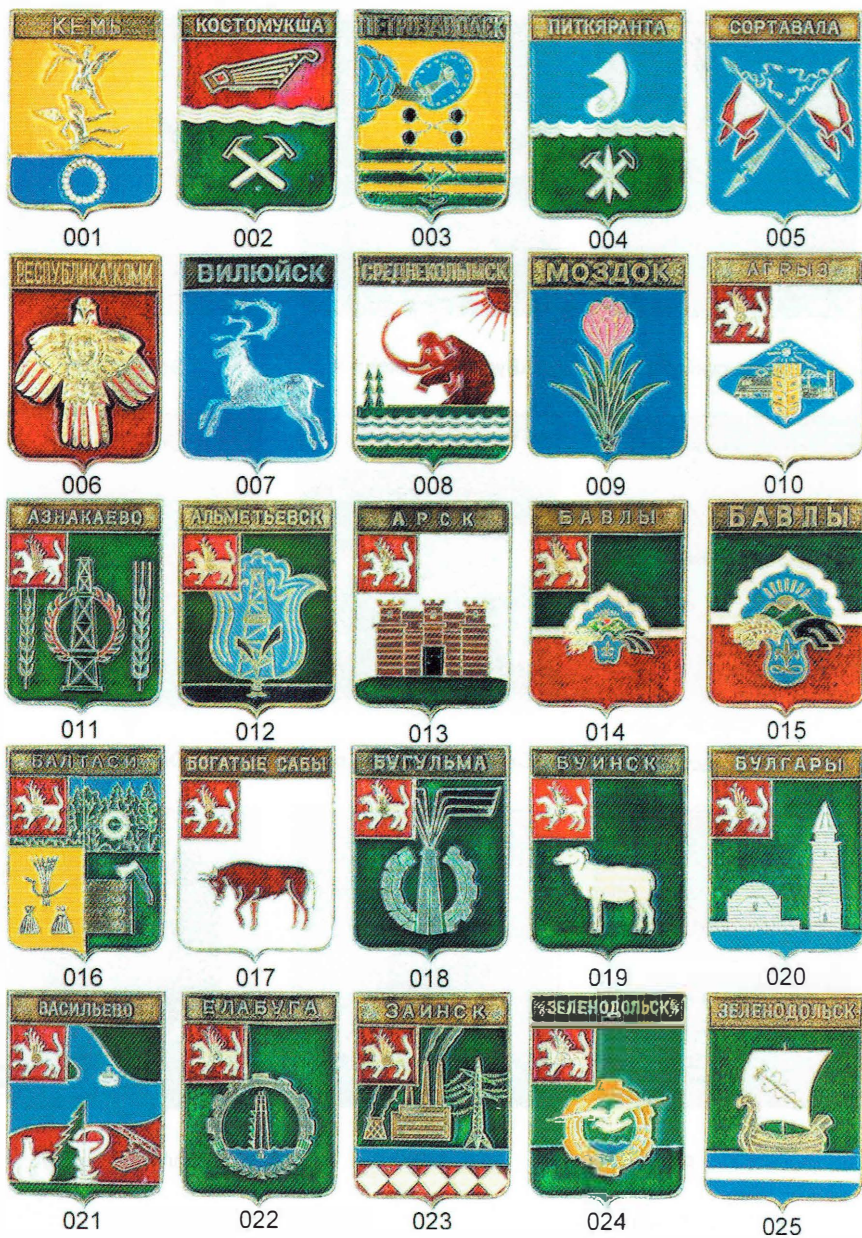 КЕМЬ
КОСТОМУКША
ПЕТРОЗАВОДСК
ПИТКЯРАНТА
СОРТАВАЛА
001
002
003
004
005
РЕСПУБЛИКА КОМИ
ВИЛЮЙСК
СРЕДНЕКОЛЫМСК
МОЗДОК
АГРЫЗ
006
007
008
009
010
АЗНАКАЕВО
АЛЬМЕТЬЕВСК
АРСК
БАВЛЫ
БАВЛЫ
011
012
013
014
015
БАЛТАСИ
БОГАТЫЕ САБЫ
БУГУЛЬМА
БУИНСК
БУЛГАРЫ
016
017
018
019
020
ВАСИЛЬЕВО
ЕЛАБУГА
ЗАИНСК
ЗЕЛЕНОДОЛЬСК
ЗЕЛЕНОДОЛЬСК
021
022
023
024
025